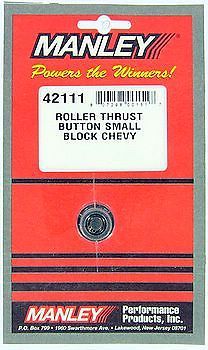 MANLEY
Powers the Winners!
42111
ROLLER THRUST
BUTTON SMALL
BLOCK CHEVY
MANLEY Performance
Products, Inc.
P.O. Box 799 • 1960 Swarthmore Ave. • Lakewood, New Jersey 08701